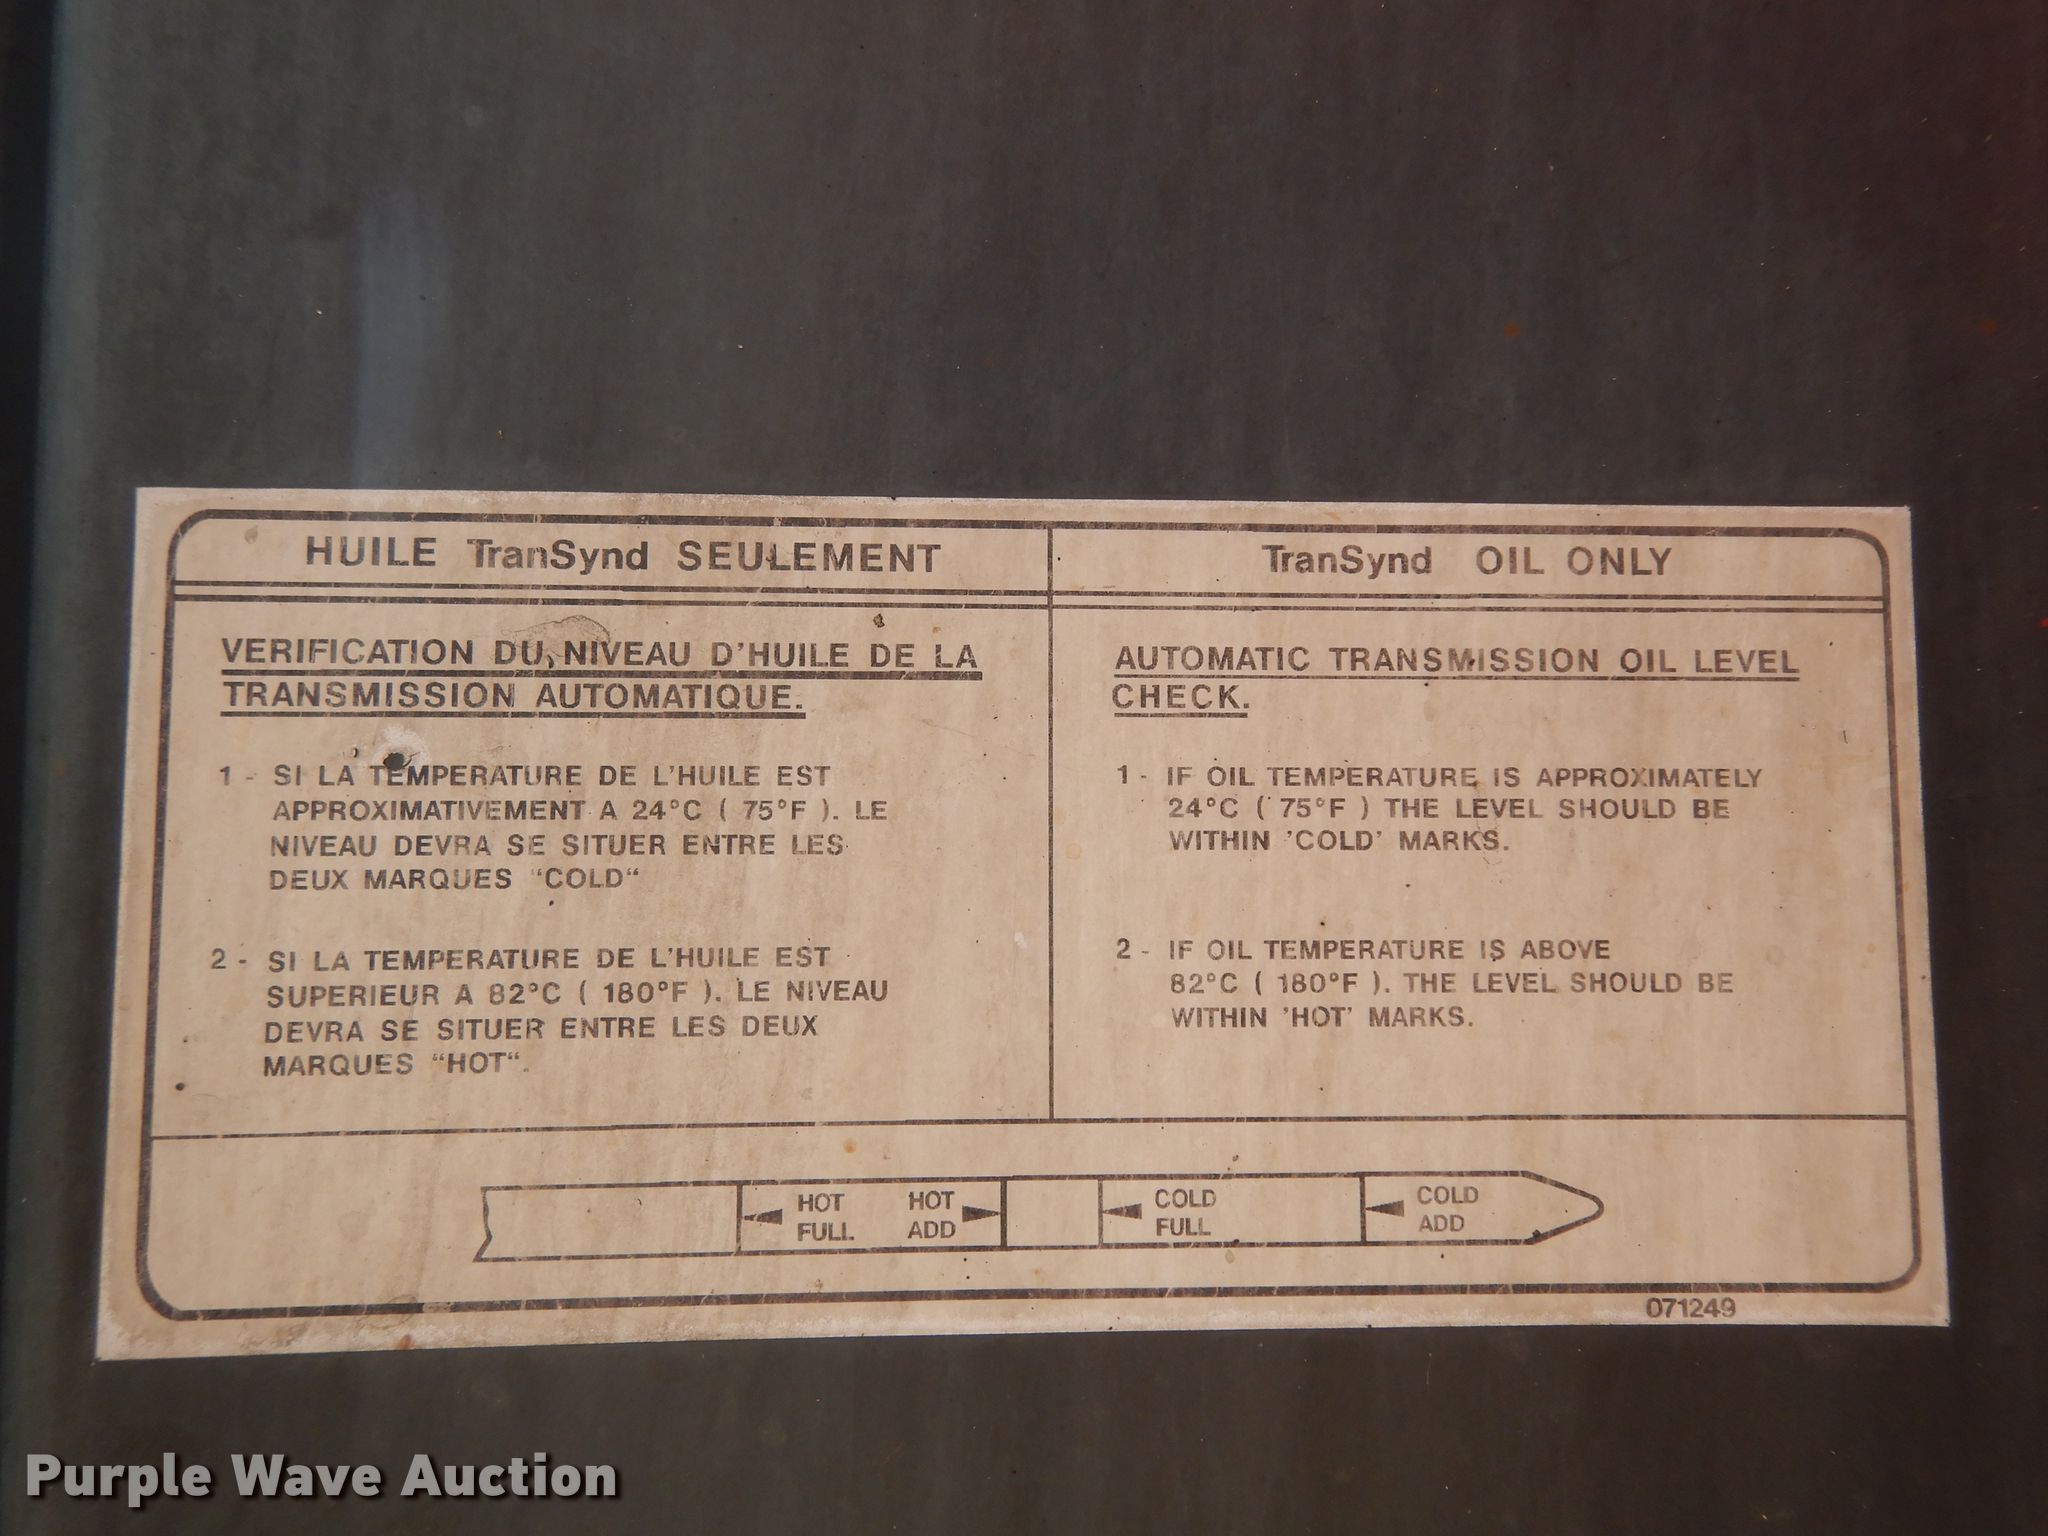 HUILE TranSynd SEULEMENT
VERIFICATION DU NIVEAU D'HUILE DE LA
TRANSMISSION AUTOMATIQUE.
1 - SI LA TEMPERATURE DE L'HUILE EST
APPROXIMATIVEMENT A 24°C ( 75°F ). LE
NIVEAU DEVRA SE SITUER ENTRE LES
DEUX MARQUES "COLD"
2 - SI LA TEMPERATURE DE L'HUILE EST
SUPERIEUR A 82°C ( 180°F ). LE NIVEAU
DEVRA SE SITUER ENTRE LES DEUX
MARQUES "HOT".
TranSynd OIL ONLY
AUTOMATIC TRANSMISSION OIL LEVEL
CHECK.
1 - IF OIL TEMPERATURE IS APPROXIMATELY
24°C ( 75°F ) THE LEVEL SHOULD BE
WITHIN 'COLD' MARKS.
2 - IF OIL TEMPERATURE IS ABOVE
82°C ( 180°F ). THE LEVEL SHOULD BE
WITHIN 'HOT' MARKS.
HOT
FULL
HOT
ADD
COLD
FULL
COLD
ADD
071249
Purple Wave Auction